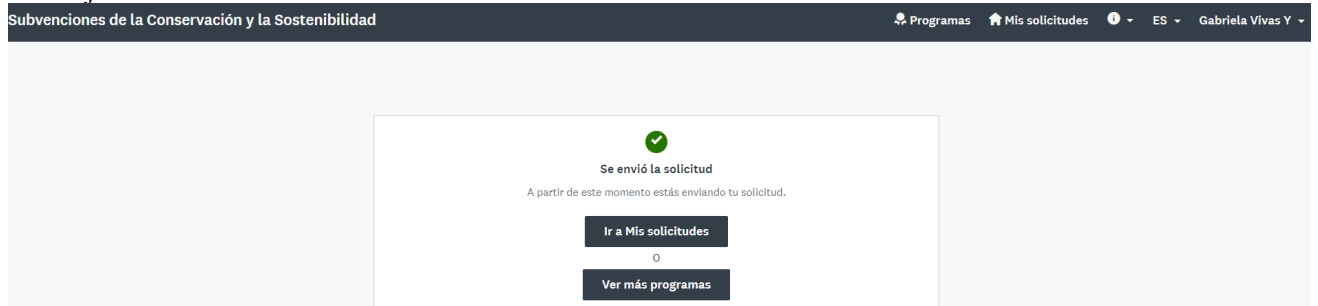 Subvenciones de la Conservación y la Sostenibilidad
Programas Mis solicitudes ES Gabriela Vivas Y
Se envió la solicitud
A partir de este momento estás enviando tu solicitud.
Ir a Mis solicitudes
O
Ver más programas